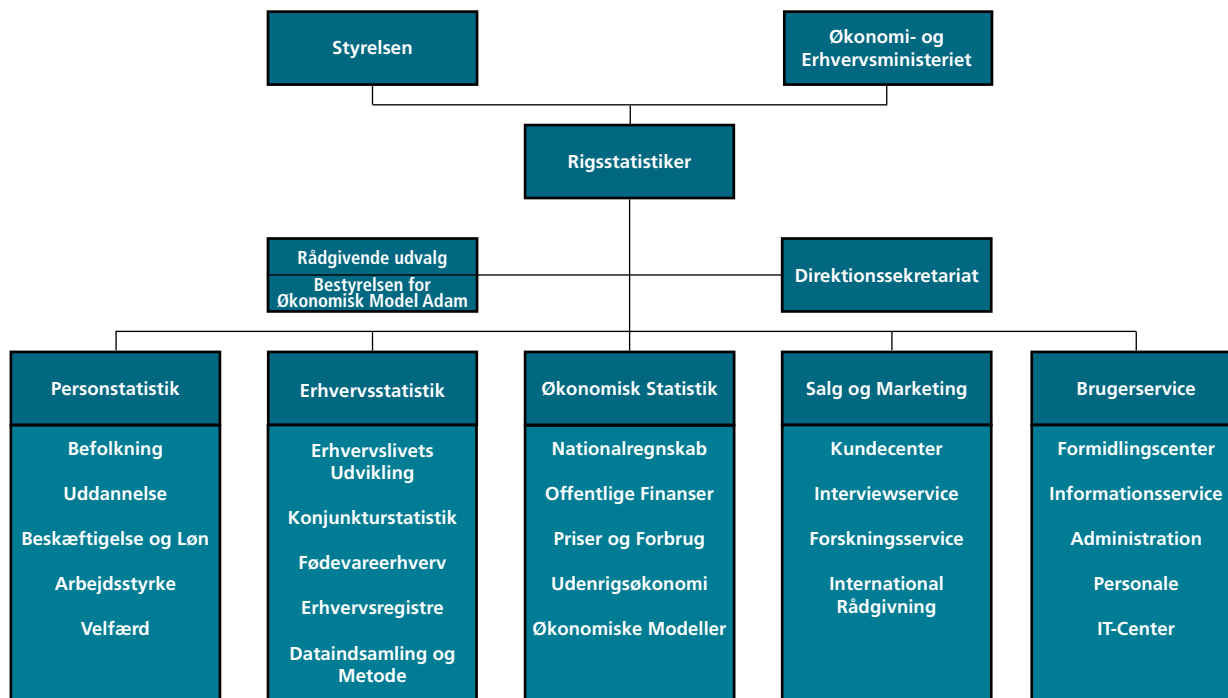 Styrelsen
Økonomi- og
Erhvervsministeriet
Rigsstatistiker
Rådgivende udvalg
Bestyrelsen for
Økonomisk Model Adam
Direktionssekretariat
Personstatistik
Befolkning
Uddannelse
Beskæftigelse og Løn
Arbejdsstyrke
Velfærd
Erhvervsstatistik
Erhvervslivets
Udvikling
Konjunkturstatistik
Fødevareerhverv
Erhvervsregistre
Dataindsamling og
Metode
Økonomisk Statistik
Nationalregnskab
Offentlige Finanser
Priser og Forbrug
Udenrigsøkonomi
Økonomiske Modeller
Salg og Marketing
Kundecenter
Interviewservice
Forskningsservice
International
Rådgivning
Brugerservice
Formidlingscenter
Informationsservice
Administration
Personale
IT-Center